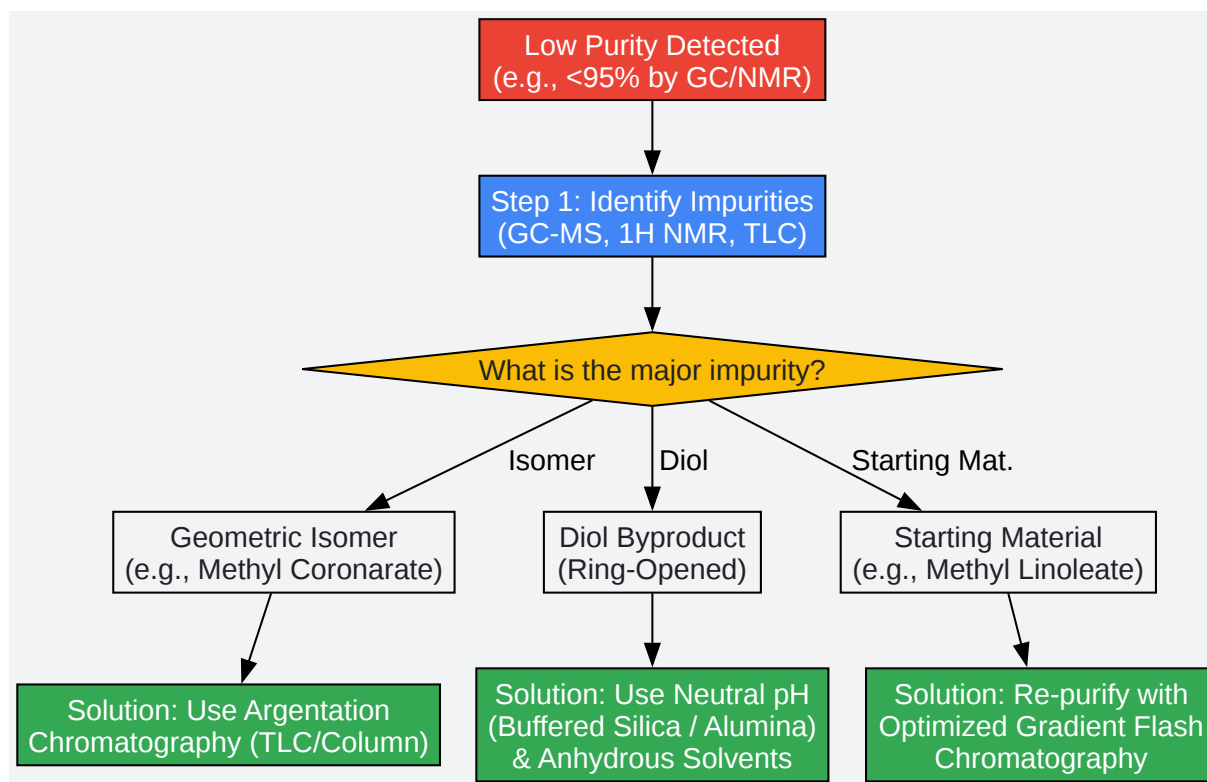 Low Purity Detected
(e.g., <95% by GC/NMR)
Step 1: Identify Impurities
(GC-MS, 1H NMR, TLC)
What is the major impurity?
Isomer
Diol
Starting Mat.
Geometric Isomer
(e.g., Methyl Coronarate)
Diol Byproduct
(Ring-Opened)
Starting Material
(e.g., Methyl Linoleate)
Solution: Use Argentation
Chromatography (TLC/Column)
Solution: Use Neutral pH
(Buffered Silica / Alumina)
& Anhydrous Solvents
Solution: Re-purify with
Optimized Gradient Flash
Chromatography